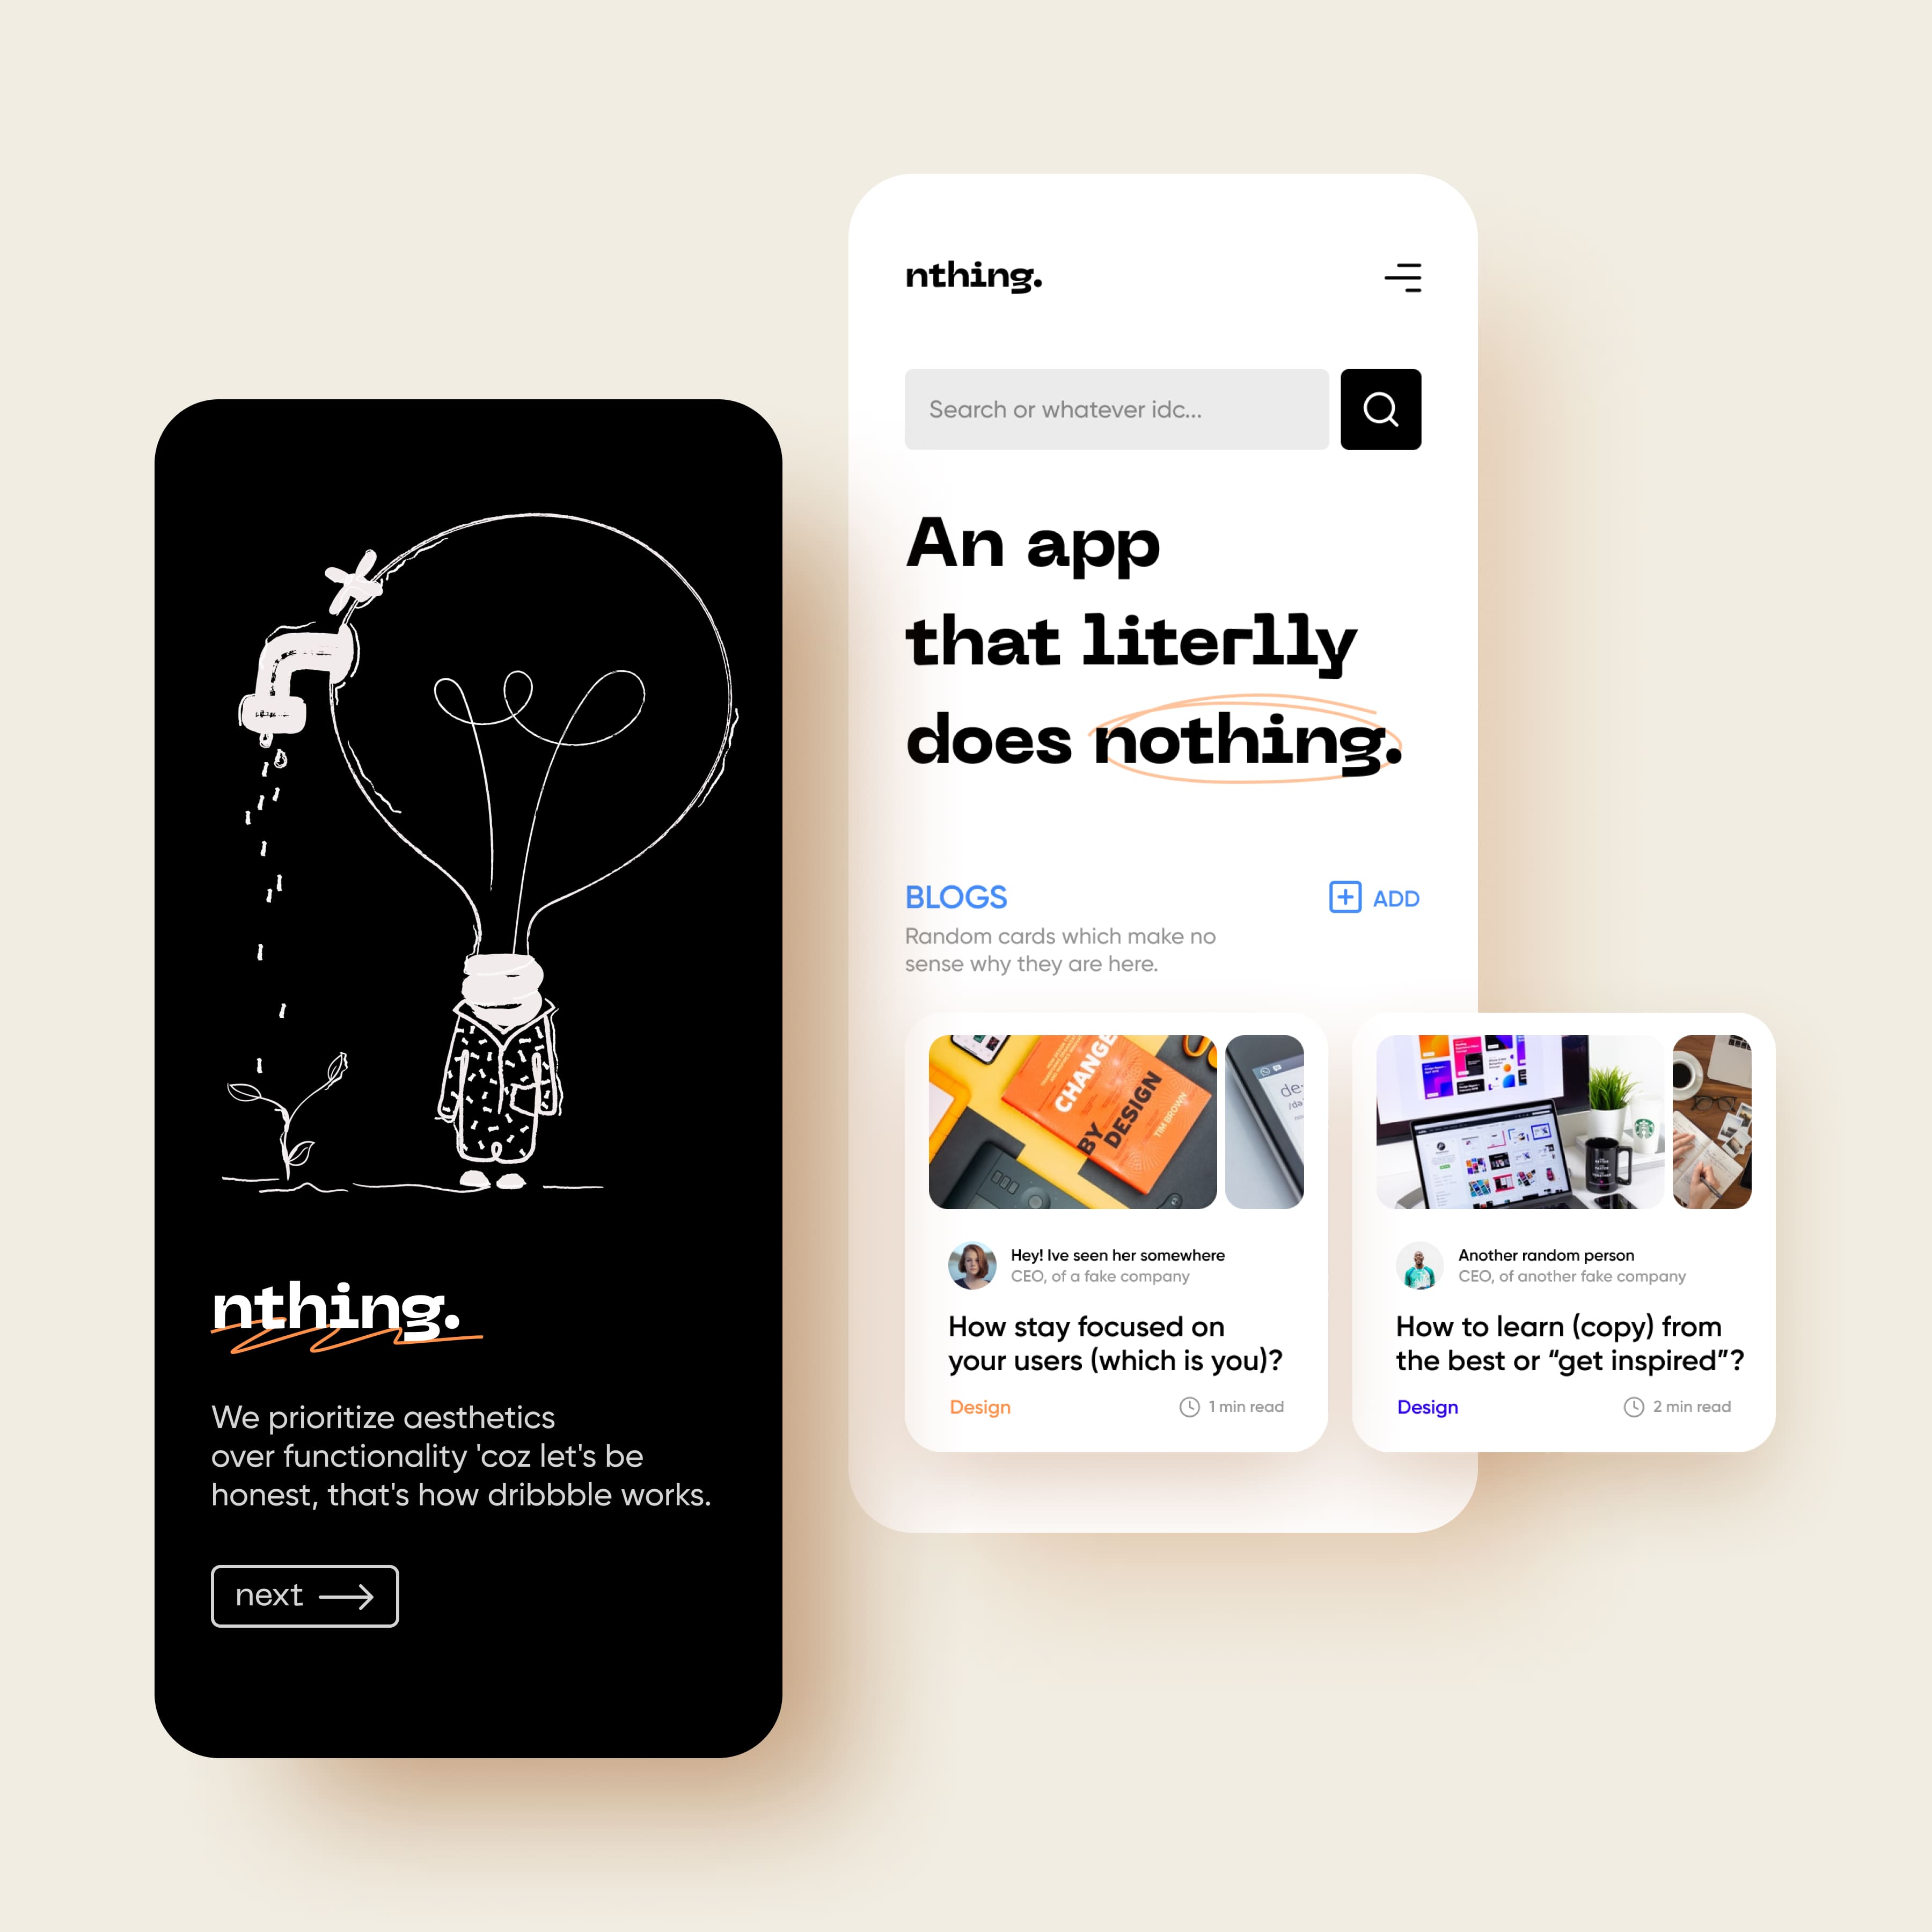 nthing.
We prioritize aesthetics
over functionality 'coz let's be
honest, that's how dribbble works.
next
nthing.
Search or whatever idc...
An app
that literlly
does nothing.
BLOGS
ADD
Random cards which make no
sense why they are here.
CHANGE
BY
DESIGN
TIM BROWN
de
Hey! Ive seen her somewhere
CEO, of a fake company
How stay focused on
your users (which is you)?
Design
1 min read
Another random person
CEO, of another fake company
How to learn (copy) from
the best or “get inspired”?
Design
2 min read